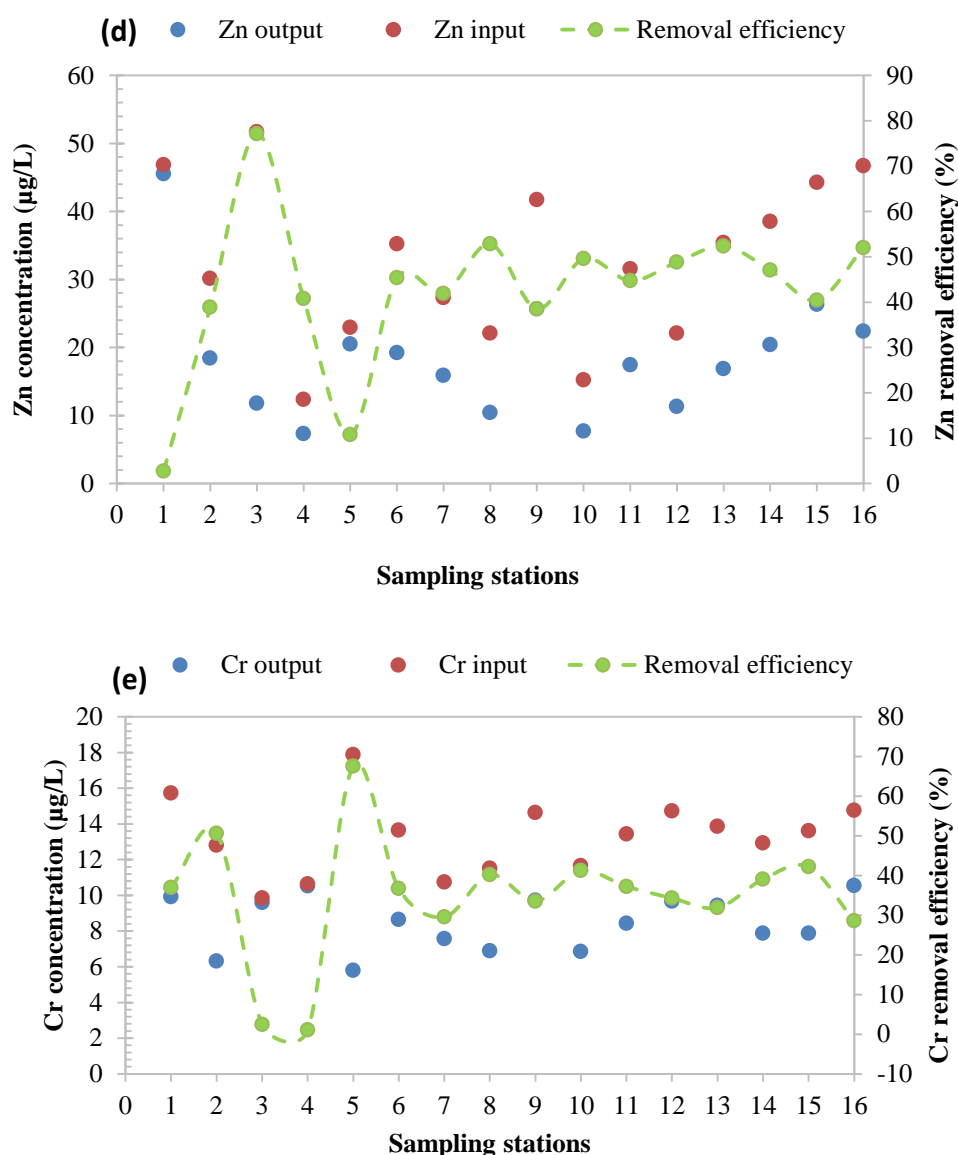 (d) Zn output Zn input Removal efficiency
60 90
50 80
40 70
30 60
20 50
10 40
0 30
20
10
0
Zn concentration (µg/L)
Zn removal efficiency (%)
0 1 2 3 4 5 6 7 8 9 10 11 12 13 14 15 16
Sampling stations
(e) Cr output Cr input Removal efficiency
20 80
18 70
16 60
14 50
12 40
10 30
8 20
6 10
4 0
2 -10
0
Cr concentration (µg/L)
Cr removal efficiency (%)
0 1 2 3 4 5 6 7 8 9 10 11 12 13 14 15 16
Sampling stations